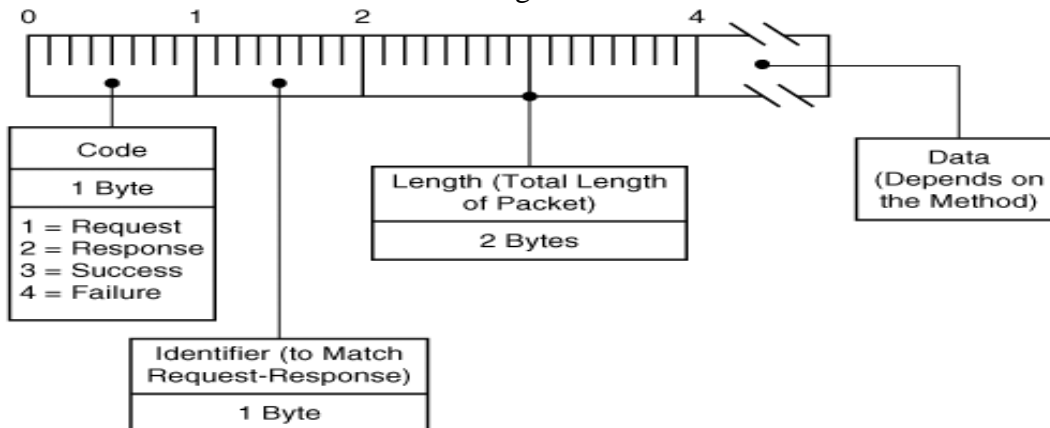 0 1 2 4
Code
1 Byte
1 = Request
2 = Response
3 = Success
4 = Failure
Identifier (to Match
Request-Response)
1 Byte
Length (Total Length
of Packet)
2 Bytes
Data
(Depends on
the Method)